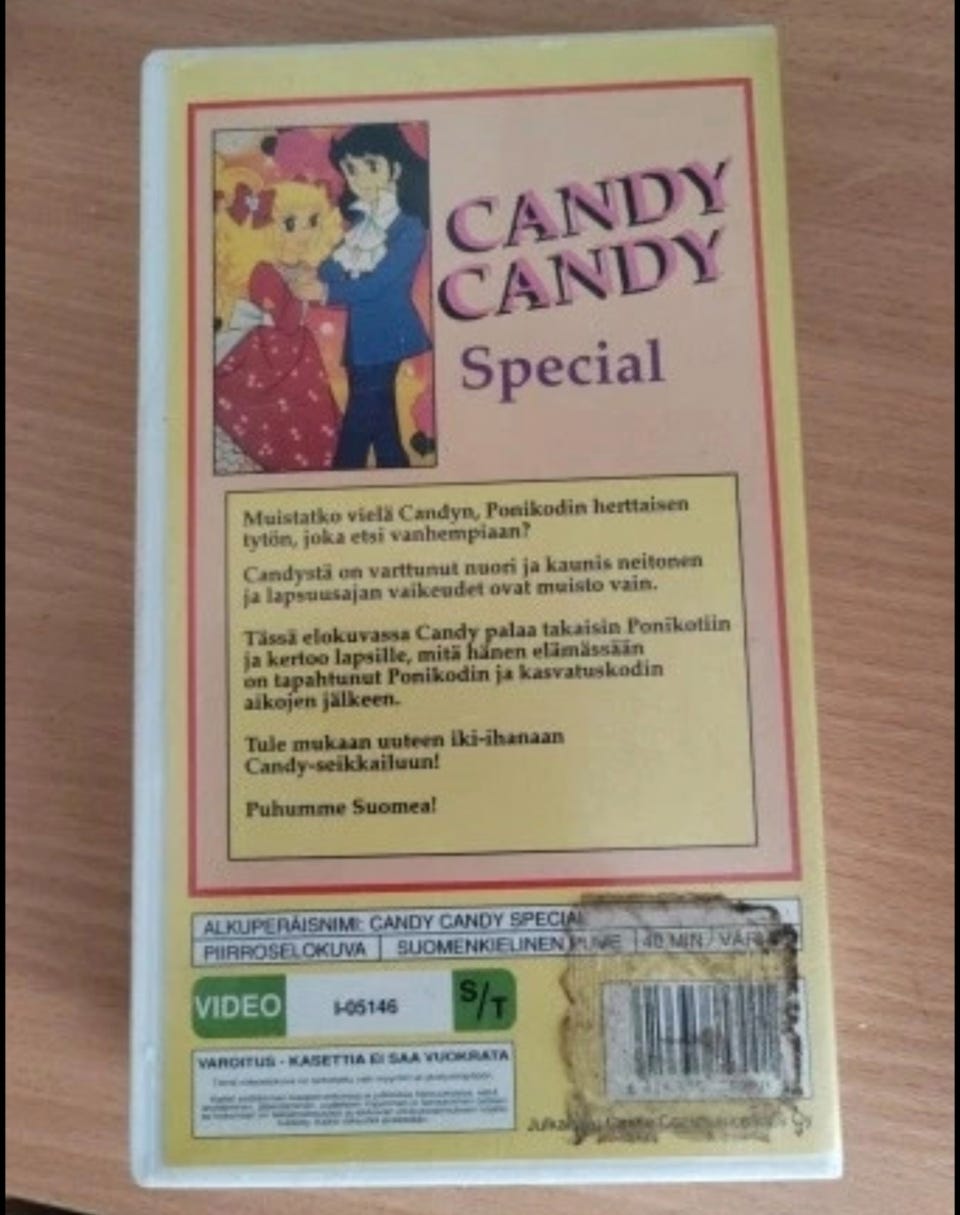 CANDY
CANDY
Special
Muistatko vielä Candyn, Ponikodin herttaisen
tytön, joka etsi vanhempiaan?
Candystä on varttunut nuori ja kaunis neitonen
ja lapsuusajan vaikeudet ovat muisto vain.
Tässä elokuvassa Candy palaa takaisin Ponikotiin
ja kertoo lapsille, mitä hänen elämässään
on tapahtunut Ponikodin ja kasvatuskodin
aikojen jälkeen.
Tule mukaan uuteen iki-ihanaan
Candy-seikkailuun!
Puhumme Suomea!
ALKUPERÄISNIMI: CANDY CANDY SPECIAL
PIIRROSELOKUVA SUOMENKIELINEN PUHE 40 MIN
VIDEO I-05146 S/T
VAROITUS - KASETTIA EI SAA VUOKRATA